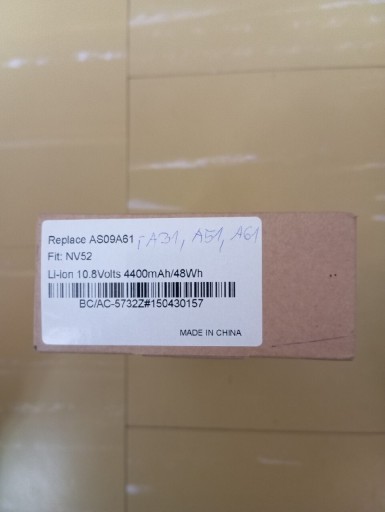 Replace AS09A61, A31, A51, A61
Fit: NV52
Li-ion 10.8Volts 4400mAh/48Wh
BC/AC-5732Z#150430157
MADE IN CHINA